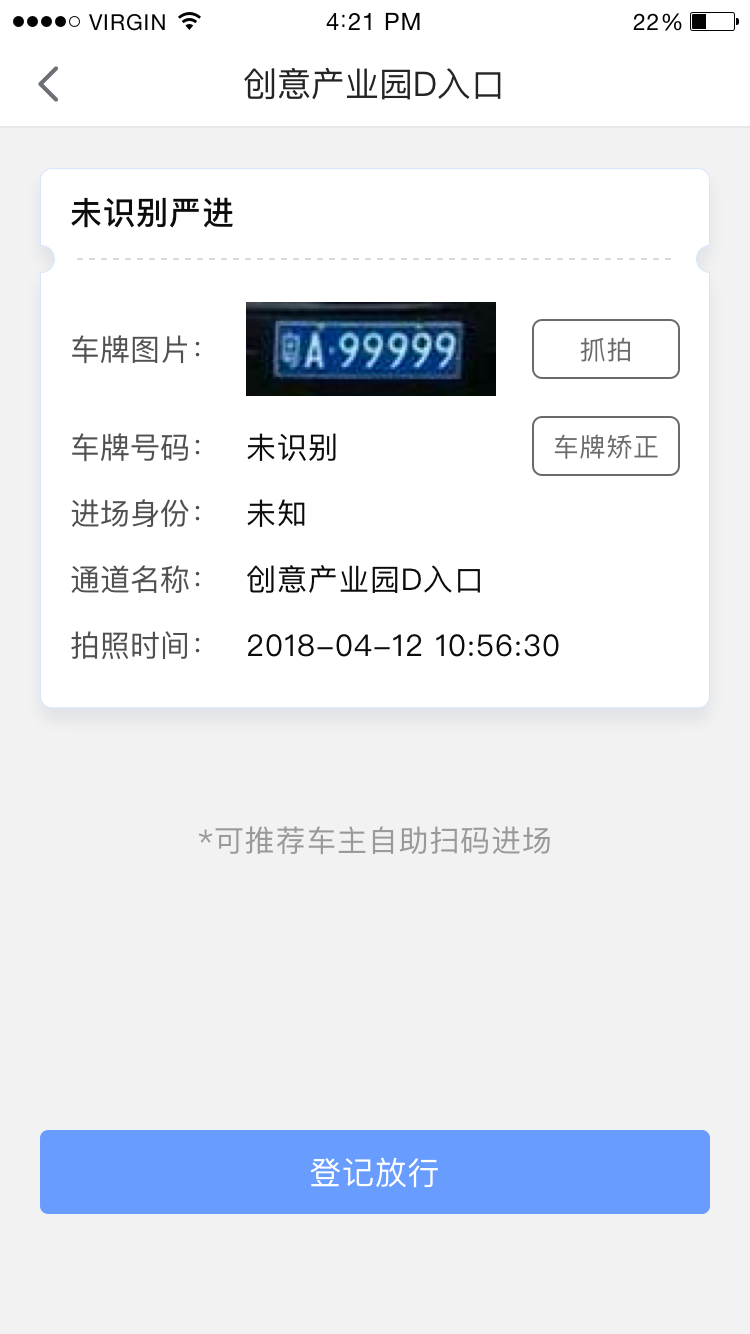 VIRGIN 4:21 PM 22%
创意产业园D入口
未识别严进
车牌图片：
粤A·99999
抓拍
车牌号码： 未识别
车牌矫正
进场身份： 未知
通道名称： 创意产业园D入口
拍照时间： 2018-04-12 10:56:30
*可推荐车主自助扫码进场
登记放行